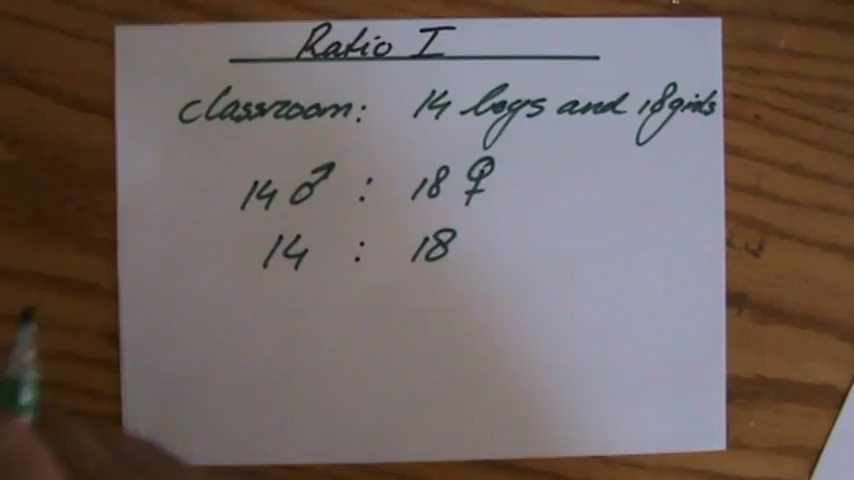 Ratio I
classroom: 14 boys and 18 girls
14 ♂ : 18 ♀
14 : 18